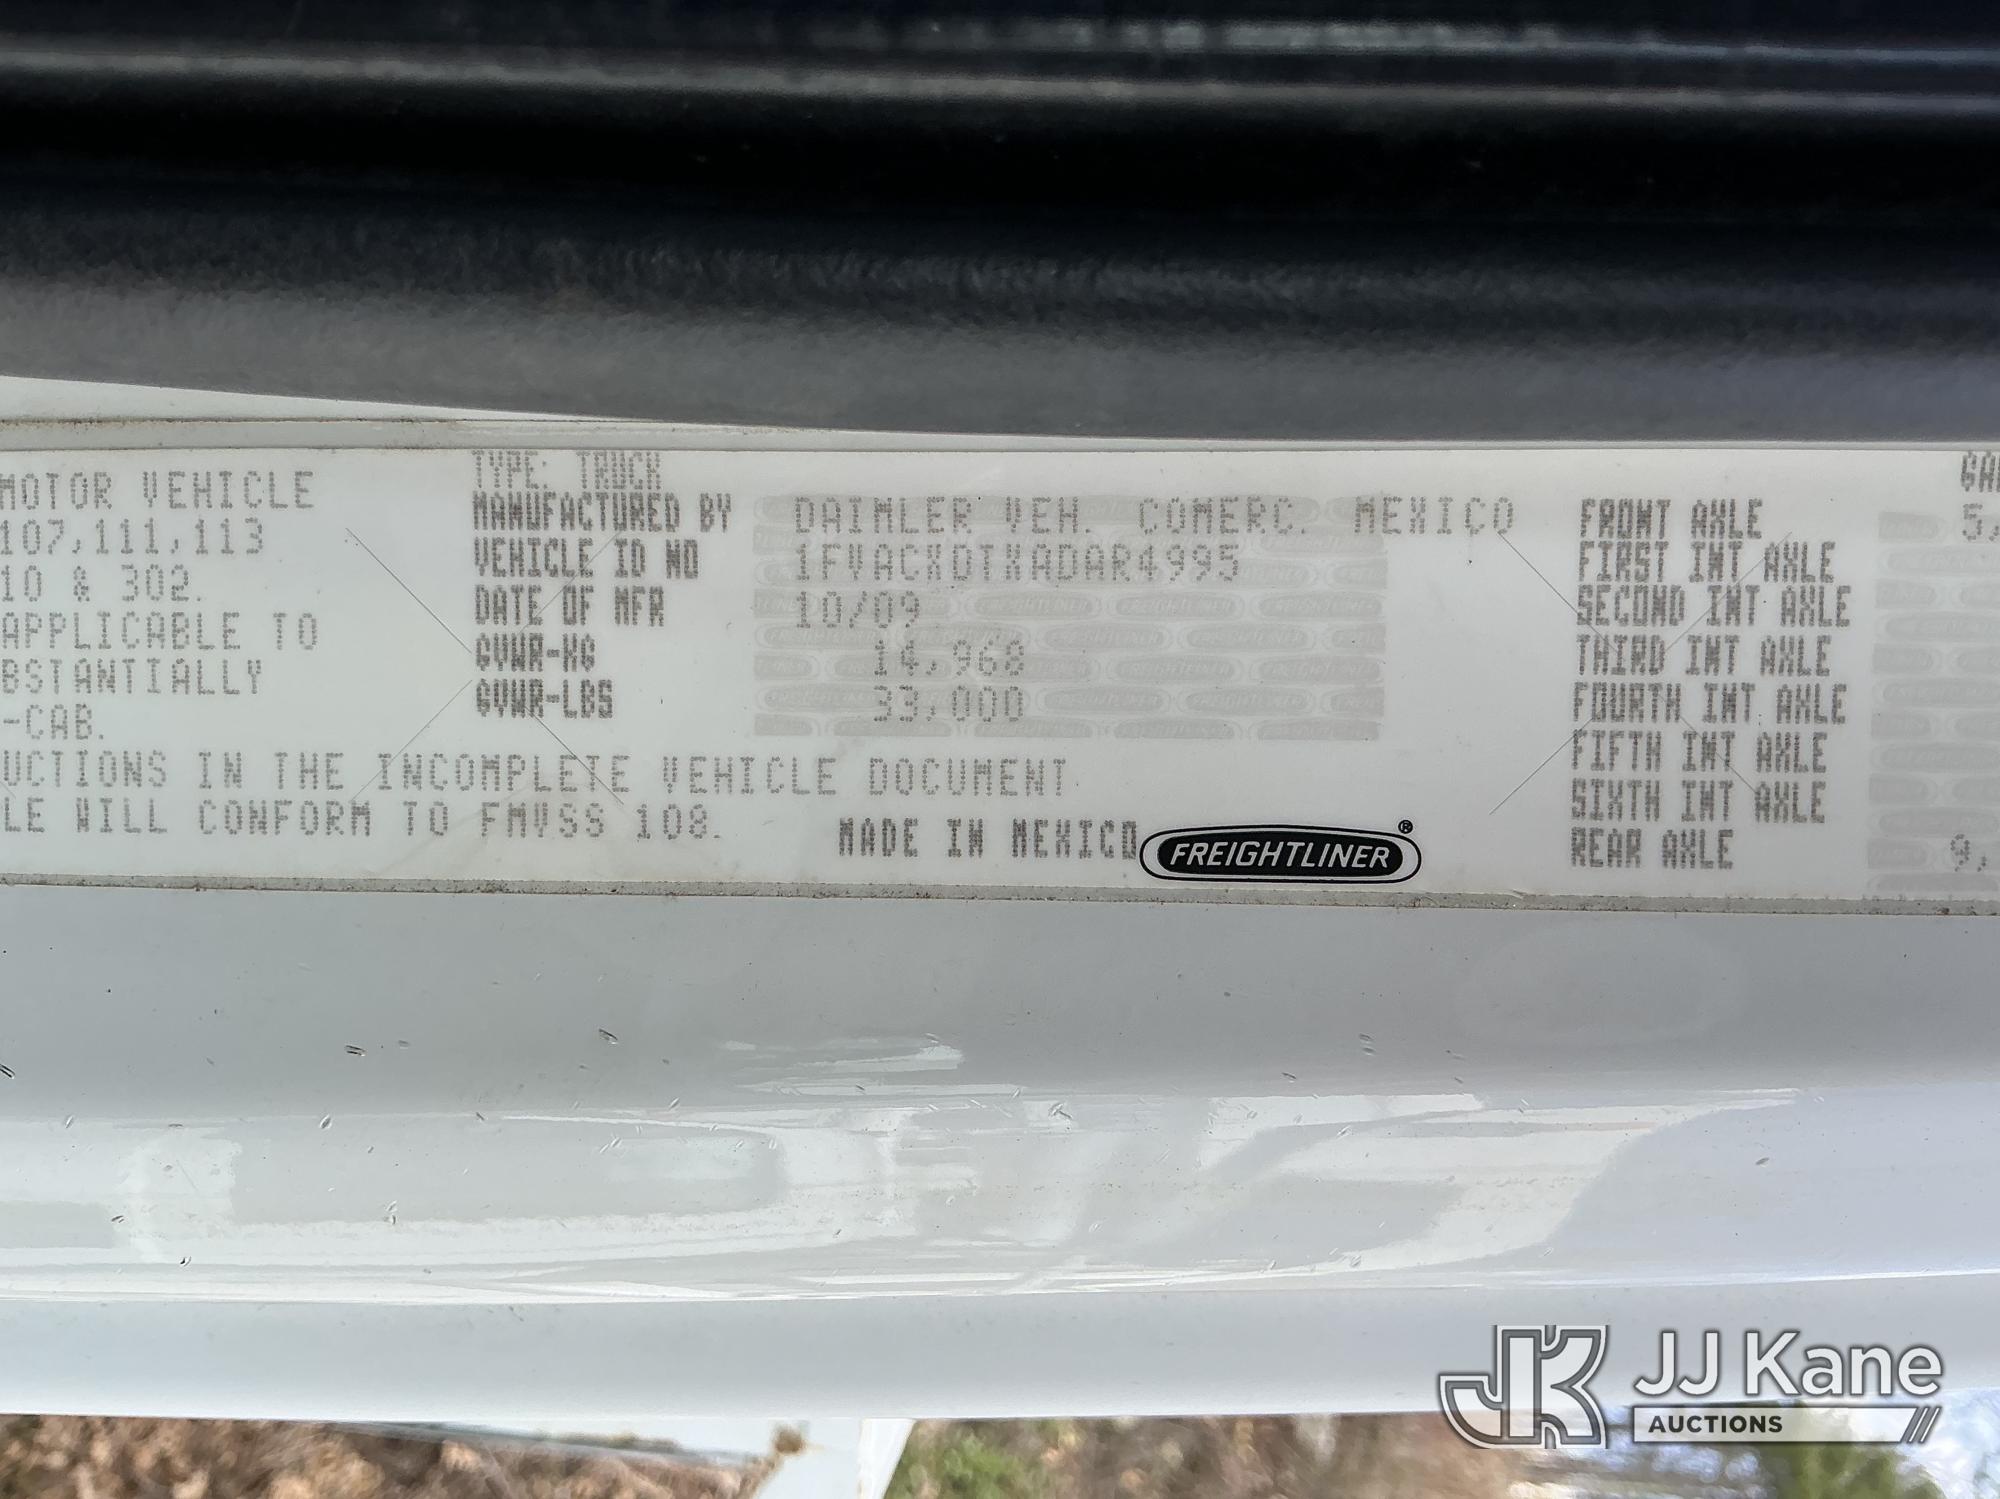 MOTOR VEHICLE
107,111,113
10 & 302.
APPLICABLE TO
BSTANTIALLY
-CAB.
UCTIONS IN THE INCOMPLETE VEHICLE DOCUMENT
LE WILL CONFORM TO FMVSS 108.
TYPE: TRUCK
MANUFACTURED BY DAIMLER VEH. COMERC. MEXICO
VEHICLE ID NO 1FVACXDTXADAR4995
DATE OF MFR 10/09
GVWR-KG 14,968
GVWR-LBS 33,000
MADE IN MEXICO FREIGHTLINER®
GA
FRONT AXLE 5,
FIRST INT AXLE
SECOND INT AXLE
THIRD INT AXLE
FOURTH INT AXLE
FIFTH INT AXLE
SIXTH INT AXLE
REAR AXLE 9,
JK JJ Kane
AUCTIONS